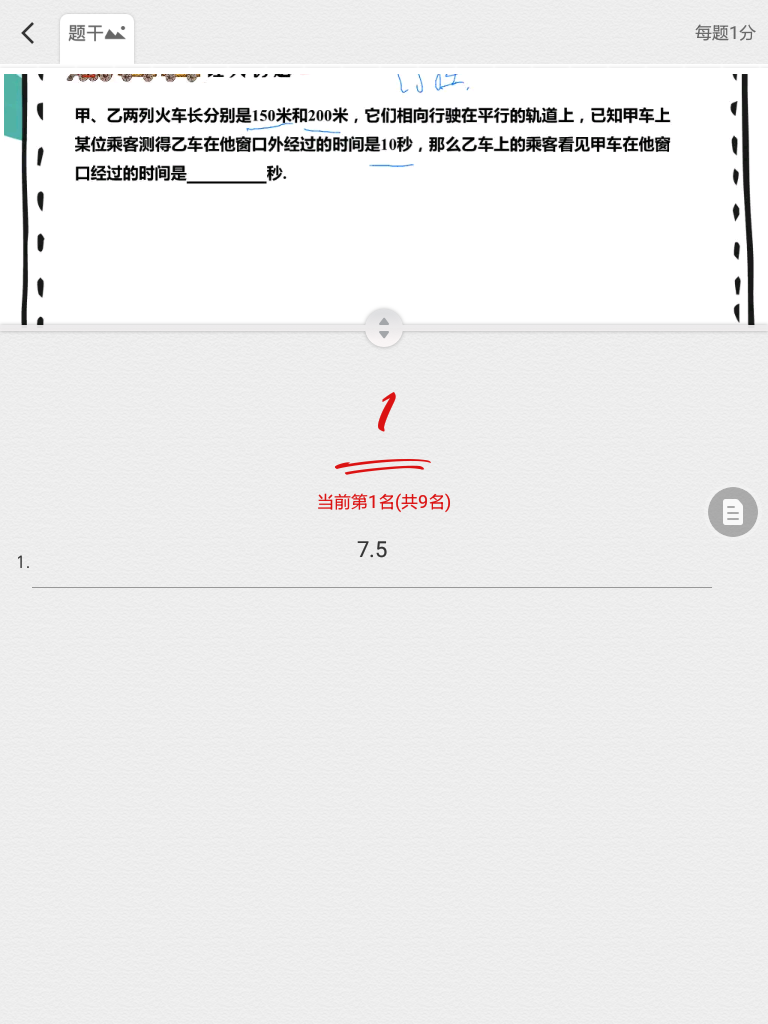 题干
每题1分
甲、乙两列火车长分别是150米和200米，它们相向行驶在平行的轨道上，已知甲车上
某位乘客测得乙车在他窗口外经过的时间是10秒，那么乙车上的乘客看见甲车在他窗
口经过的时间是__________秒.
1
当前第1名(共9名)
7.5
1.